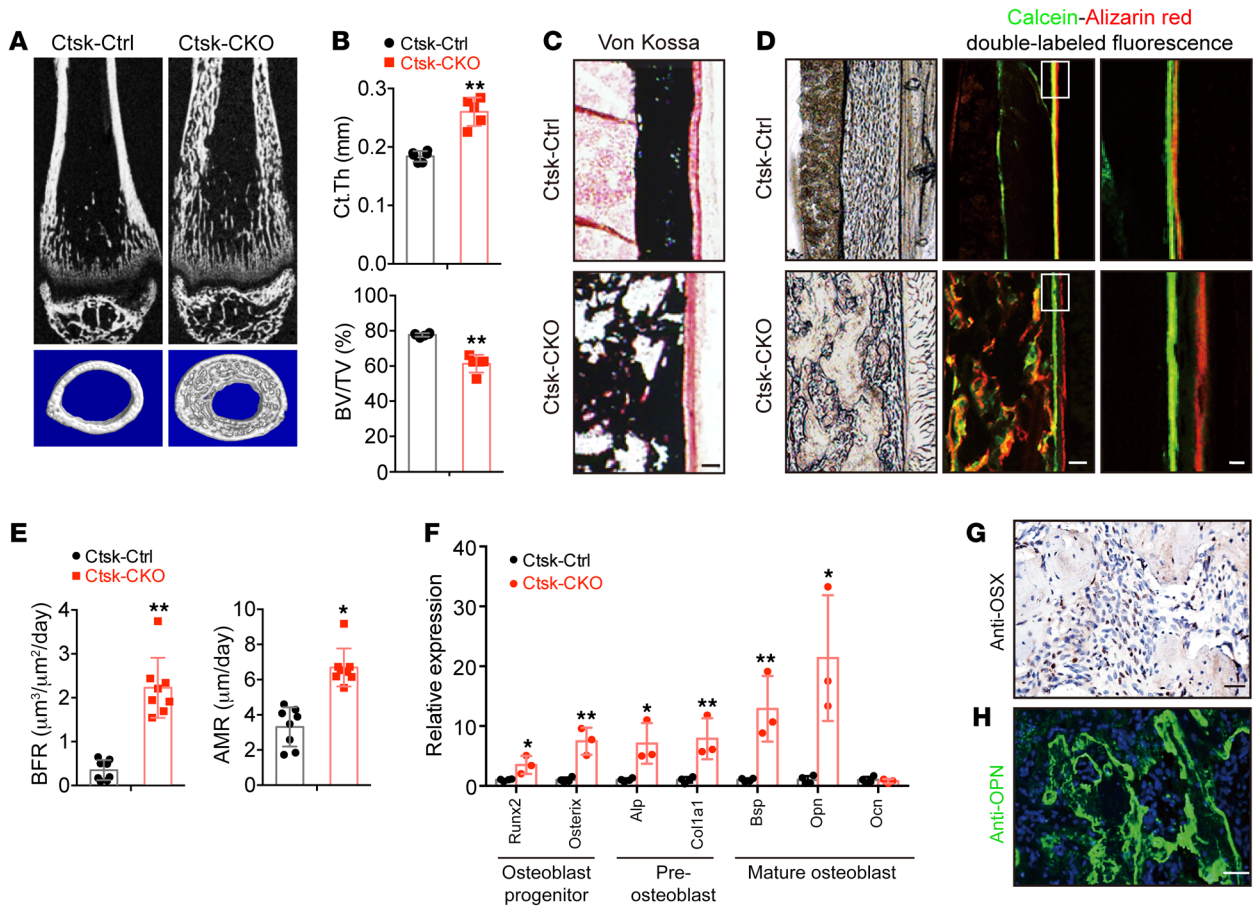 A
Ctsk-Ctrl
Ctsk-CKO
B
Ctsk-Ctrl
Ctsk-CKO
**
0.3
0.2
0.1
0.0
Ct.Th (mm)
**
100
80
60
40
20
0
BV/TV (%)
C
Von Kossa
Ctsk-Ctrl
Ctsk-CKO
D
Calcein-Alizarin red
double-labeled fluorescence
Ctsk-Ctrl
Ctsk-CKO
E
Ctsk-Ctrl
Ctsk-CKO
**
4
3
2
1
0
BFR (μm³/μm²/day)
*
10
8
6
4
2
0
AMR (μm/day)
F
Ctsk-Ctrl
Ctsk-CKO
40
30
20
10
0
Relative expression
*
**
*
**
**
*
Runx2
Osterix
Alp
Col1a1
Bsp
Opn
Ocn
Osteoblast
progenitor
Pre-
osteoblast
Mature osteoblast
G
Anti-OSX
H
Anti-OPN